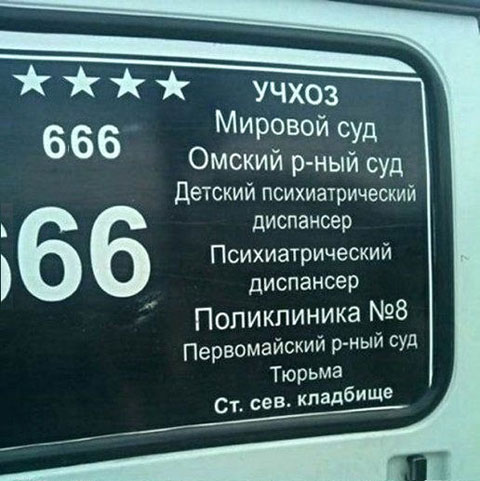 ★★★★
666
666
УЧХОЗ
Мировой суд
Омский р-ный суд
Детский психиатрический
диспансер
Психиатрический
диспансер
Поликлиника №8
Первомайский р-ный суд
Тюрьма
Ст. сев. кладбище